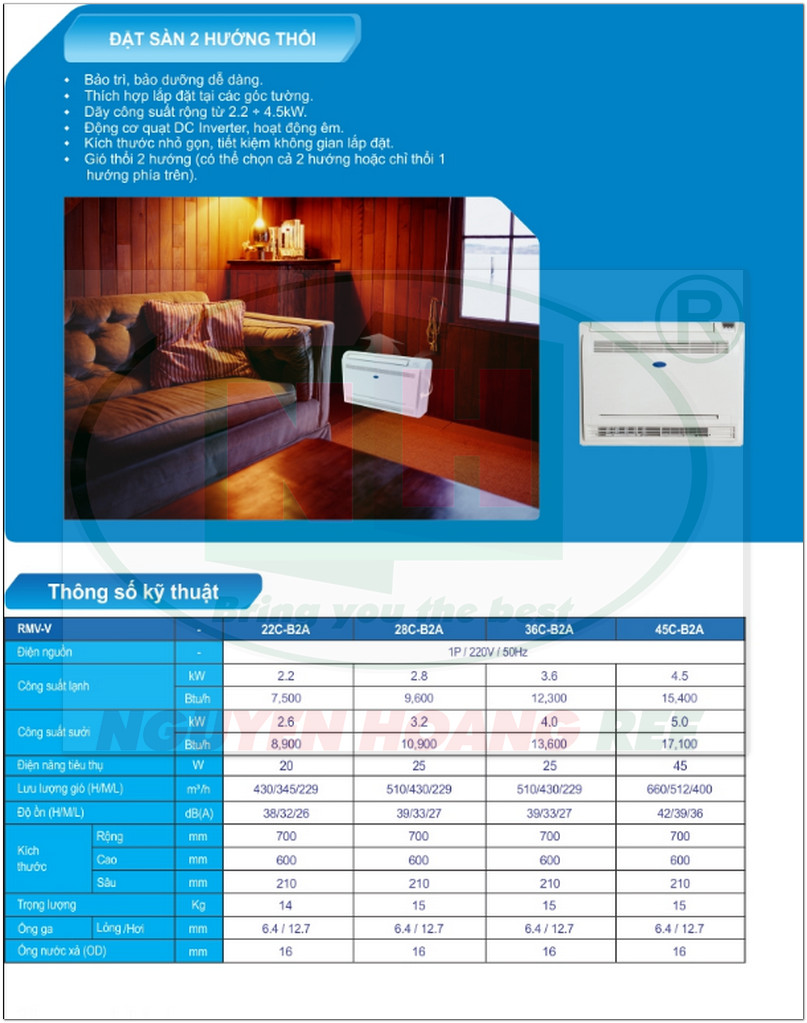 ĐẶT SÀN 2 HƯỚNG THỔI
• Bảo trì, bảo dưỡng dễ dàng.
• Thích hợp lắp đặt tại các góc tường.
• Dãy công suất rộng từ 2.2 ÷ 4.5kW.
• Động cơ quạt DC Inverter, hoạt động êm.
• Kích thước nhỏ gọn, tiết kiệm không gian lắp đặt.
• Gió thổi 2 hướng (có thể chọn cả 2 hướng hoặc chỉ thổi 1
hướng phía trên).
®
NH
Thông số kỹ thuật
Bring you the best
RMV-V - 22C-B2A 28C-B2A 36C-B2A 45C-B2A
Điện nguồn - 1P / 220V / 50Hz
Công suất lạnh kW 2.2 2.8 3.6 4.5
Btu/h 7,500 9,600 12,300 15,400
Công suất sưởi kW 2.6 3.2 4.0 5.0
NGUYEN HOANG REE
Btu/h 8,900 10,900 13,600 17,100
Điện năng tiêu thụ W 20 25 25 45
Lưu lượng gió (H/M/L) m³/h 430/345/229 510/430/229 510/430/229 660/512/400
Độ ồn (H/M/L) dB(A) 38/32/26 39/33/27 39/33/27 42/39/36
Kích thước Rộng mm 700 700 700 700
Cao mm 600 600 600 600
Sâu mm 210 210 210 210
Trọng lượng Kg 14 15 15 15
Ống ga Lỏng/Hơi mm 6.4 / 12.7 6.4 / 12.7 6.4 / 12.7 6.4 / 12.7
Ống nước xả (OD) mm 16 16 16 16